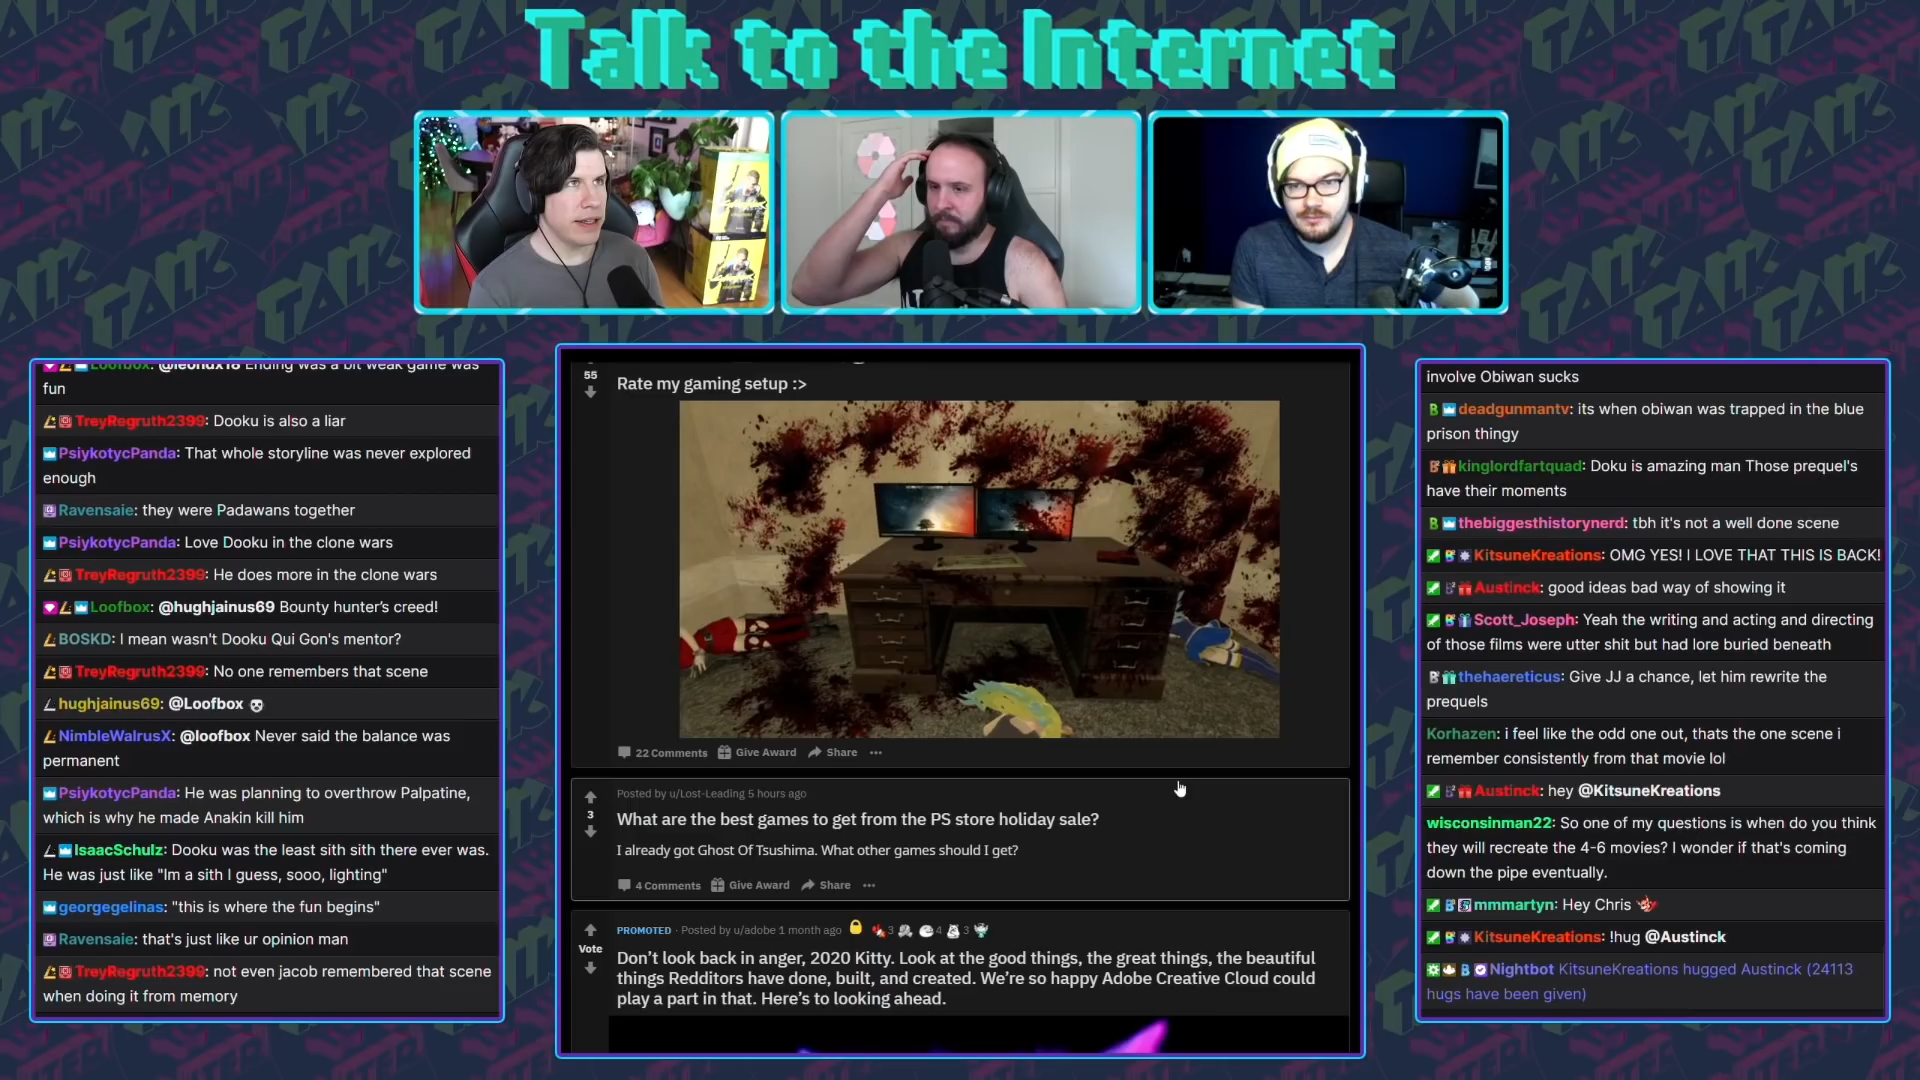 Talk to the Internet
Loofbox: @leonux18 Ending was a bit weak game was
fun
TreyRegruth2399: Dooku is also a liar
PsiykotycPanda: That whole storyline was never explored
enough
Ravensaie: they were Padawans together
PsiykotycPanda: Love Dooku in the clone wars
TreyRegruth2399: He does more in the clone wars
Loofbox: @hughjainus69 Bounty hunter’s creed!
BOSKD: I mean wasn't Dooku Qui Gon's mentor?
TreyRegruth2399: No one remembers that scene
hughjainus69: @Loofbox
NimbleWalrusX: @loofbox Never said the balance was
permanent
PsiykotycPanda: He was planning to overthrow Palpatine,
which is why he made Anakin kill him
IsaacSchulz: Dooku was the least sith sith there ever was.
He was just like "Im a sith I guess, sooo, lighting"
georgegelinas: "this is where the fun begins"
Ravensaie: that's just like ur opinion man
TreyRegruth2399: not even jacob remembered that scene
when doing it from memory
55
Rate my gaming setup :>
22 Comments Give Award Share
Posted by u/Lost-Leading 5 hours ago
3
What are the best games to get from the PS store holiday sale?
I already got Ghost Of Tsushima. What other games should I get?
4 Comments Give Award Share
PROMOTED · Posted by u/adobe 1 month ago 3 4 3
Vote
Don’t look back in anger, 2020 Kitty. Look at the good things, the great things, the beautiful
things Redditors have done, built, and created. We’re so happy Adobe Creative Cloud could
play a part in that. Here’s to looking ahead.
involve Obiwan sucks
deadgunmantv: its when obiwan was trapped in the blue
prison thingy
kinglordfartquad: Doku is amazing man Those prequel's
have their moments
thebiggesthistorynerd: tbh it's not a well done scene
KitsuneKreations: OMG YES! I LOVE THAT THIS IS BACK!
Austinck: good ideas bad way of showing it
Scott_Joseph: Yeah the writing and acting and directing
of those films were utter shit but had lore buried beneath
thehaereticus: Give JJ a chance, let him rewrite the
prequels
Korhazen: i feel like the odd one out, thats the one scene i
remember consistently from that movie lol
Austinck: hey @KitsuneKreations
wisconsinman22: So one of my questions is when do you think
they will recreate the 4-6 movies? I wonder if that's coming
down the pipe eventually.
mmmartyn: Hey Chris
KitsuneKreations: !hug @Austinck
Nightbot KitsuneKreations hugged Austinck (24113
hugs have been given)